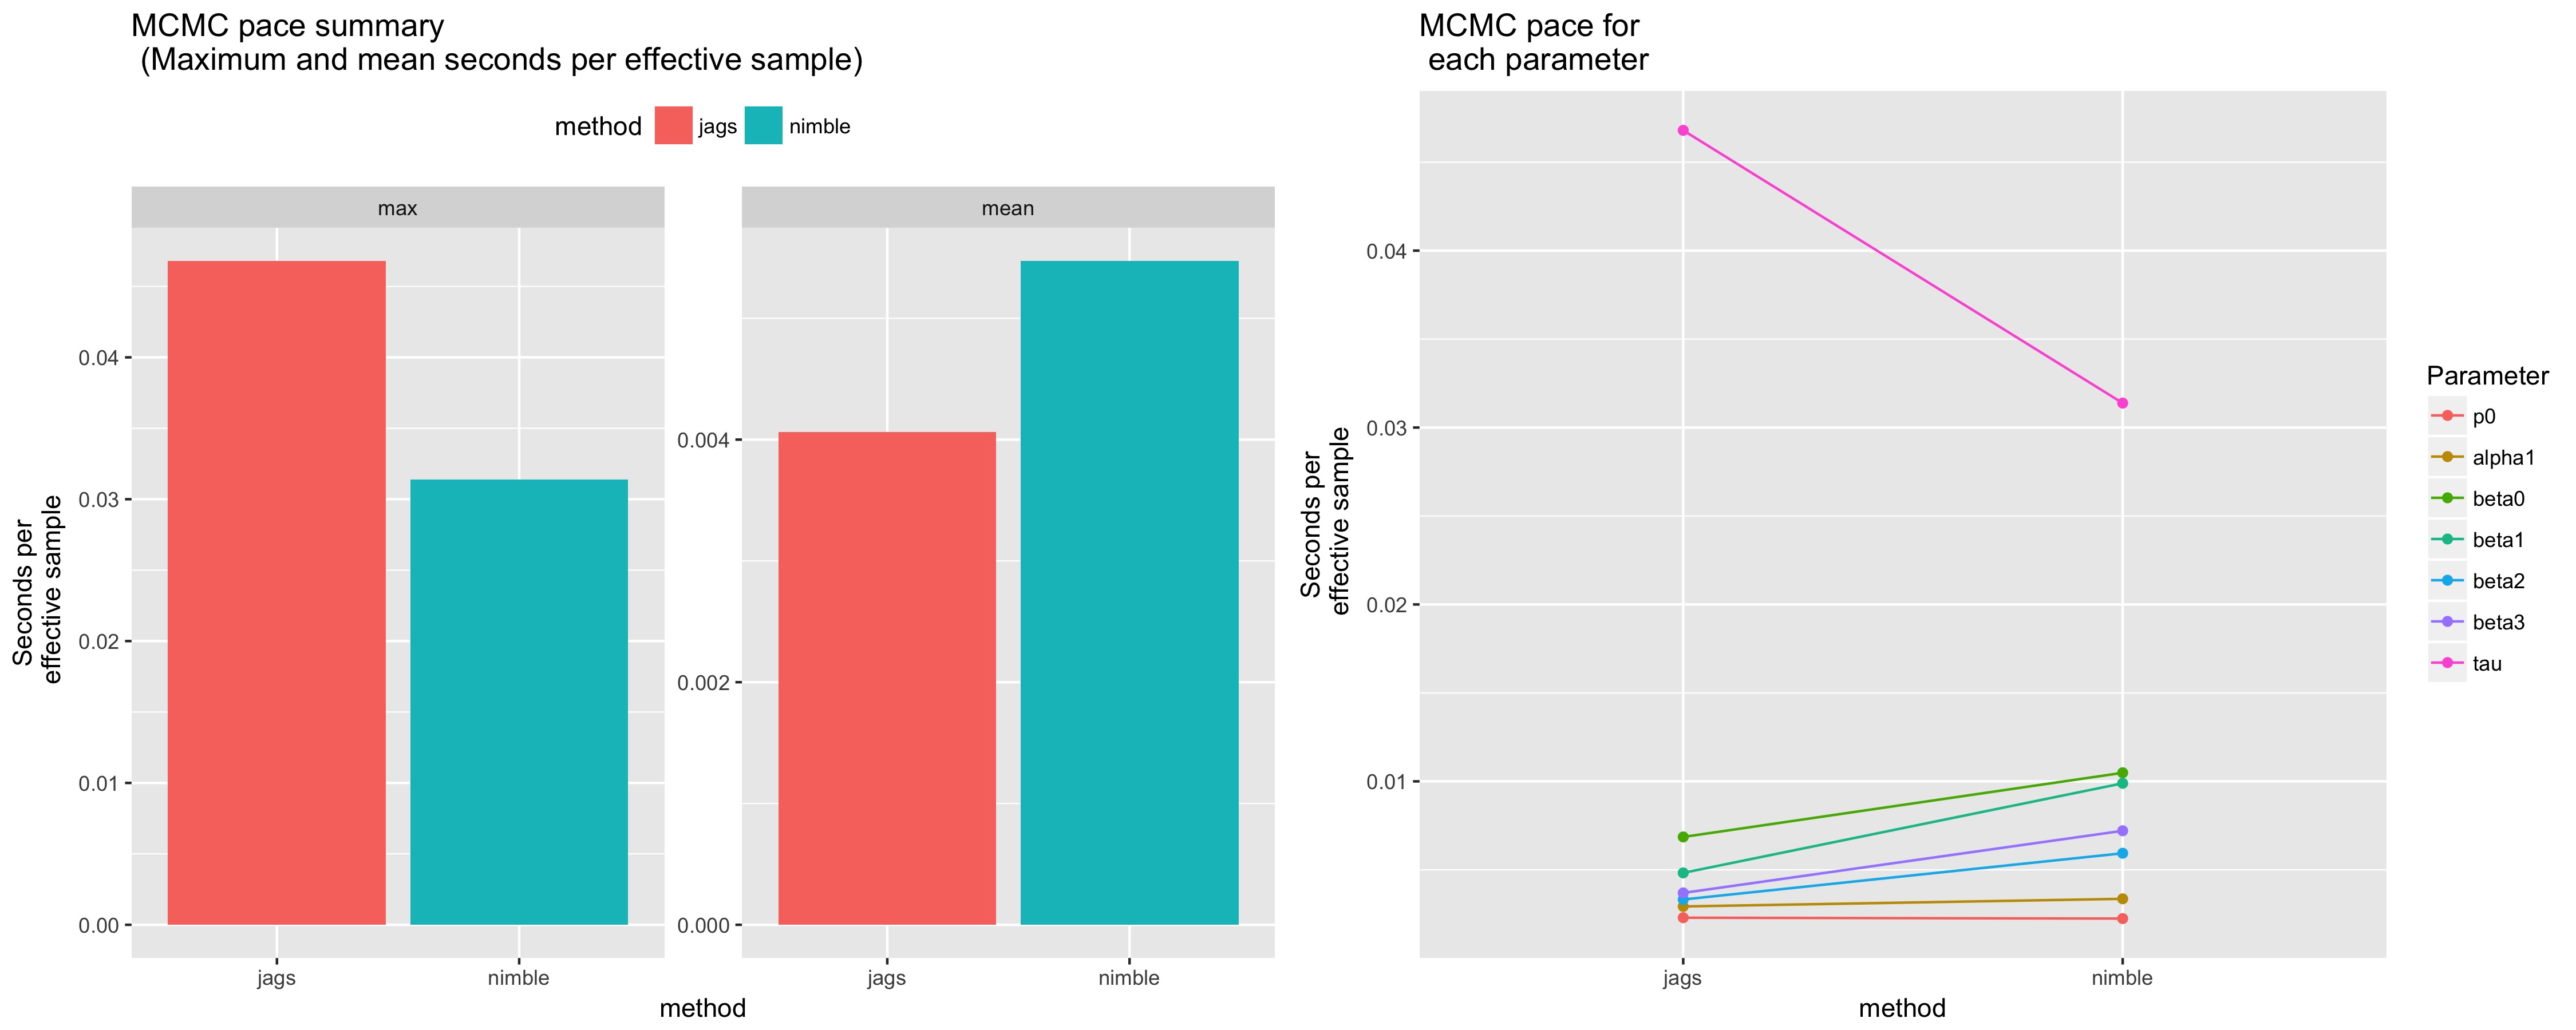 MCMC pace summary
(Maximum and mean seconds per effective sample)
method jags nimble
max
mean
Seconds per
effective sample
0.04
0.03
0.02
0.01
0.00
0.004
0.002
0.000
jags nimble
jags nimble
method
MCMC pace for
each parameter
Seconds per
effective sample
0.04
0.03
0.02
0.01
jags nimble
method
Parameter
p0
alpha1
beta0
beta1
beta2
beta3
tau